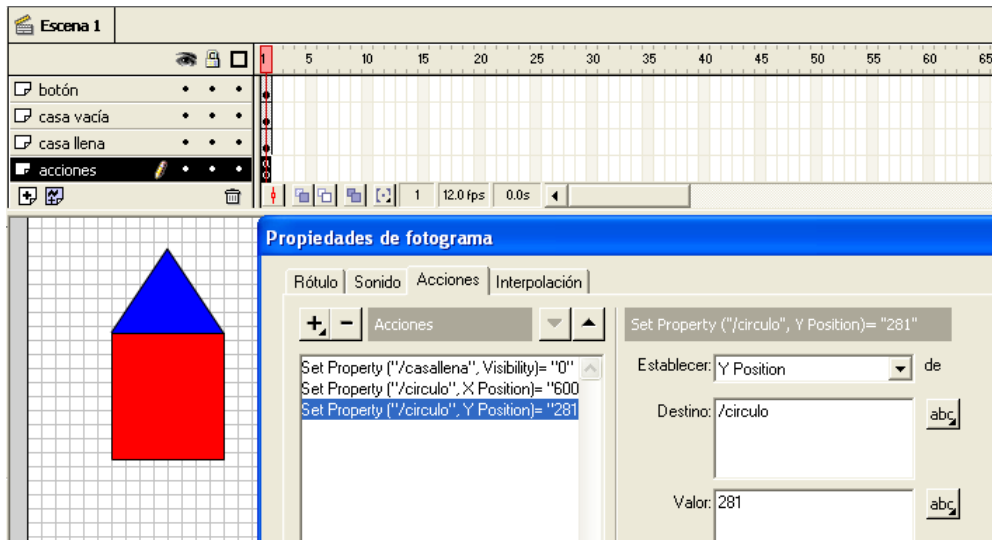 Escena 1
1 5 10 15 20 25 30 35 40 45 50 55 60 65
botón
casa vacía
casa llena
acciones
1 12.0 fps 0.0s
Propiedades de fotograma
Rótulo Sonido Acciones Interpolación
+ - Acciones Set Property ("/circulo", Y Position)= "281"
Set Property ("/casallena", Visibility)= "0"
Set Property ("/circulo", X Position)= "600
Set Property ("/circulo", Y Position)= "281
Establecer: Y Position de
Destino: /circulo abc
Valor: 281 abc